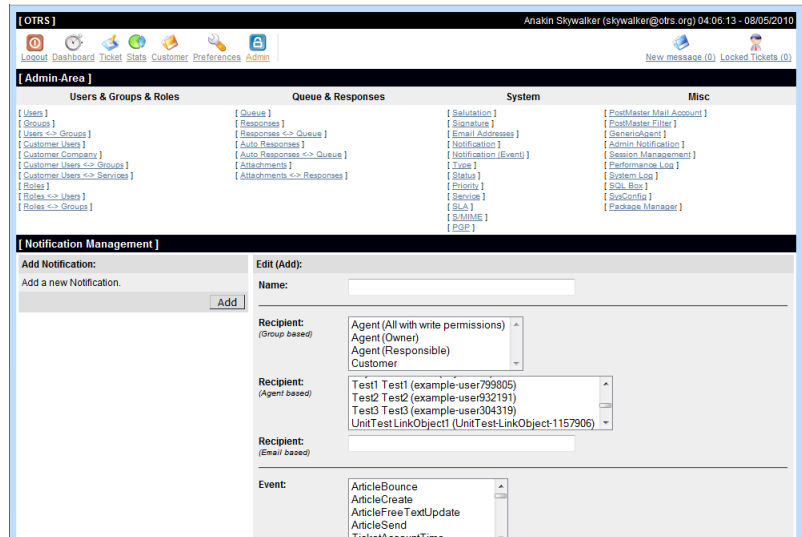 [ OTRS ]
Anakin Skywalker (skywalker@otrs.org) 04:06:13 - 08/05/2010
Logout Dashboard Ticket Stats Customer Preferences Admin
New message (0) Locked Tickets (0)
[ Admin-Area ]
Users & Groups & Roles
[ Users ]
[ Groups ]
[ Users <-> Groups ]
[ Customer Users ]
[ Customer Company ]
[ Customer Users <-> Groups ]
[ Customer Users <-> Services ]
[ Roles ]
[ Roles <-> Users ]
[ Roles <-> Groups ]
Queue & Responses
[ Queue ]
[ Responses ]
[ Responses <-> Queue ]
[ Auto Responses ]
[ Auto Responses <-> Queue ]
[ Attachments ]
[ Attachments <-> Responses ]
System
[ Salutation ]
[ Signature ]
[ Email Addresses ]
[ Notification ]
[ Notification (Event) ]
[ Type ]
[ Status ]
[ Priority ]
[ Service ]
[ SLA ]
[ S/MIME ]
[ PGP ]
Misc
[ PostMaster Mail Account ]
[ PostMaster Filter ]
[ GenericAgent ]
[ Admin Notification ]
[ Session Management ]
[ Performance Log ]
[ System Log ]
[ SQL Box ]
[ SysConfig ]
[ Package Manager ]
[ Notification Management ]
Add Notification:
Add a new Notification.
Add
Edit (Add):
Name:
Recipient:
(Group based)
Agent (All with write permissions)
Agent (Owner)
Agent (Responsible)
Customer
Recipient:
(Agent based)
Test1 Test1 (example-user799805)
Test2 Test2 (example-user932191)
Test3 Test3 (example-user304319)
UnitTest LinkObject1 (UnitTest-LinkObject-1157906)
Recipient:
(Email based)
Event:
ArticleBounce
ArticleCreate
ArticleFreeTextUpdate
ArticleSend
TicketAccountTime